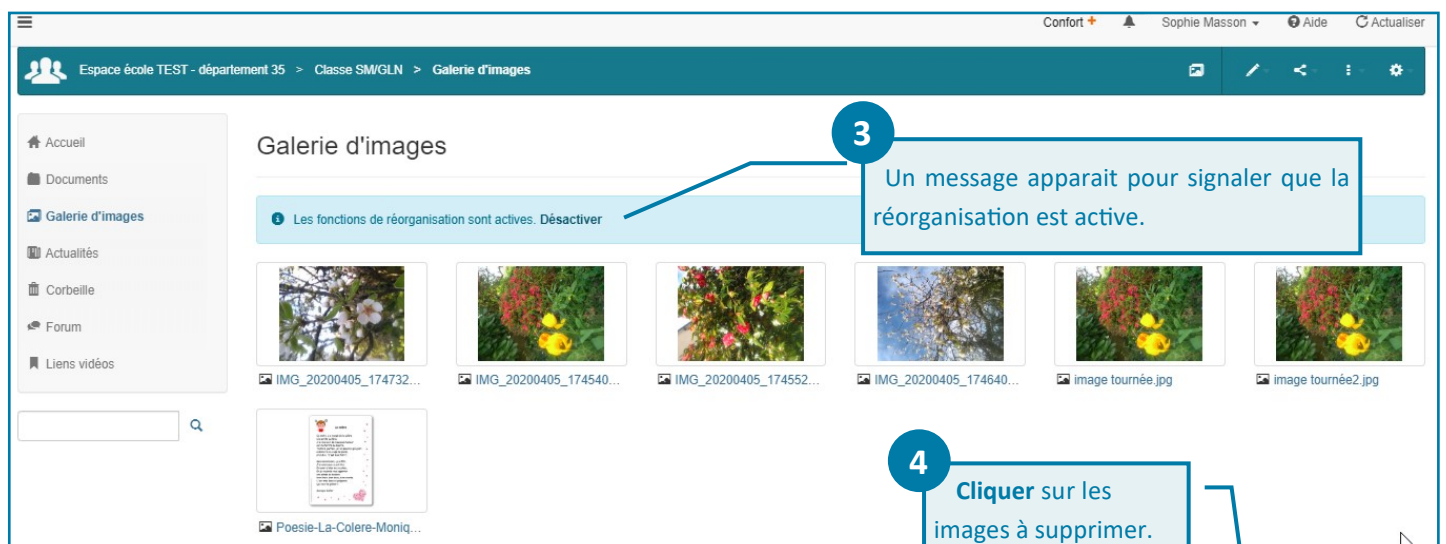 Confort + Sophie Masson Aide Actualiser
Espace école TEST - département 35 > Classe SM/GLN > Galerie d'images
Accueil
Documents
Galerie d'images
Actualités
Corbeille
Forum
Liens vidéos
Galerie d'images
3
Un message apparait pour signaler que la
réorganisation est active.
Les fonctions de réorganisation sont actives. Désactiver
IMG_20200405_174732... IMG_20200405_174540... IMG_20200405_174552... IMG_20200405_174640... image tournée.jpg image tournée2.jpg
Poesie-La-Colere-Moniq...
4
Cliquer sur les
images à supprimer.